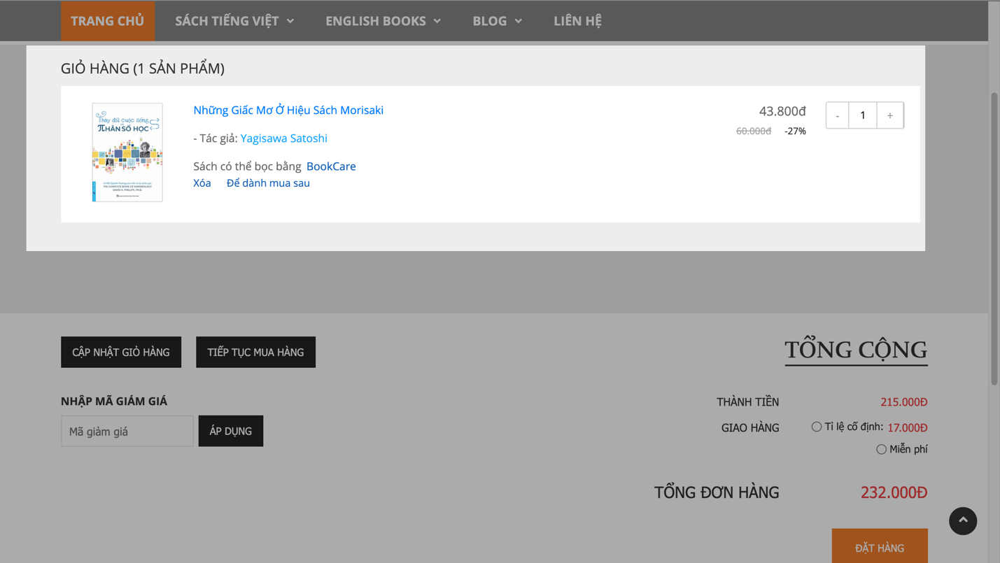 TRANG CHỦ SÁCH TIẾNG VIỆT ENGLISH BOOKS BLOG LIÊN HỆ
GIỎ HÀNG (1 SẢN PHẨM)
Thay đổi cuộc sống
NHÂN SỐ HỌC
THE COMPLETE BOOK OF NUMEROLOGY
DAVID A. PHILLIPS, PH.D.
Những Giấc Mơ Ở Hiệu Sách Morisaki
- Tác giả: Yagisawa Satoshi
Sách có thể bọc bằng BookCare
Xóa Để dành mua sau
43.800đ
60.000đ -27%
- 1 +
CẬP NHẬT GIỎ HÀNG TIẾP TỤC MUA HÀNG
NHẬP MÃ GIẢM GIÁ
Mã giảm giá ÁP DỤNG
TỔNG CỘNG
THÀNH TIỀN 215.000Đ
GIAO HÀNG Tỉ lệ cố định: 17.000Đ
Miễn phí
TỔNG ĐƠN HÀNG 232.000Đ
ĐẶT HÀNG